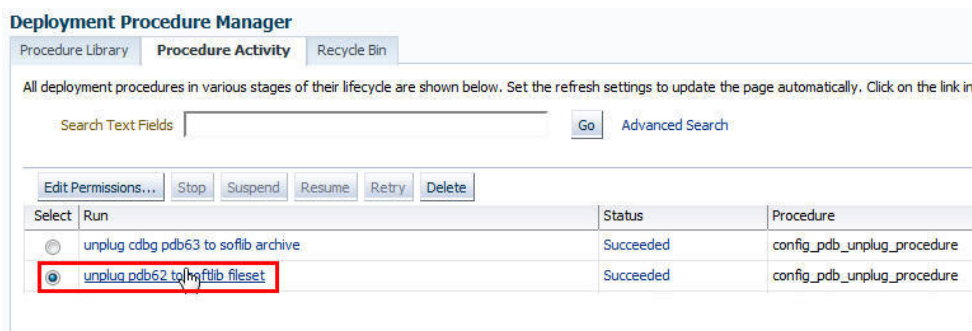 Deployment Procedure Manager
Procedure Library Procedure Activity Recycle Bin
All deployment procedures in various stages of their lifecycle are shown below. Set the refresh settings to update the page automatically. Click on the link in
Search Text Fields Go Advanced Search
Edit Permissions... Stop Suspend Resume Retry Delete
Select Run Status Procedure
unplug cdbg pdb63 to soflib archive Succeeded config_pdb_unplug_procedure
unplug pdb62 to softlib fileset Succeeded config_pdb_unplug_procedure